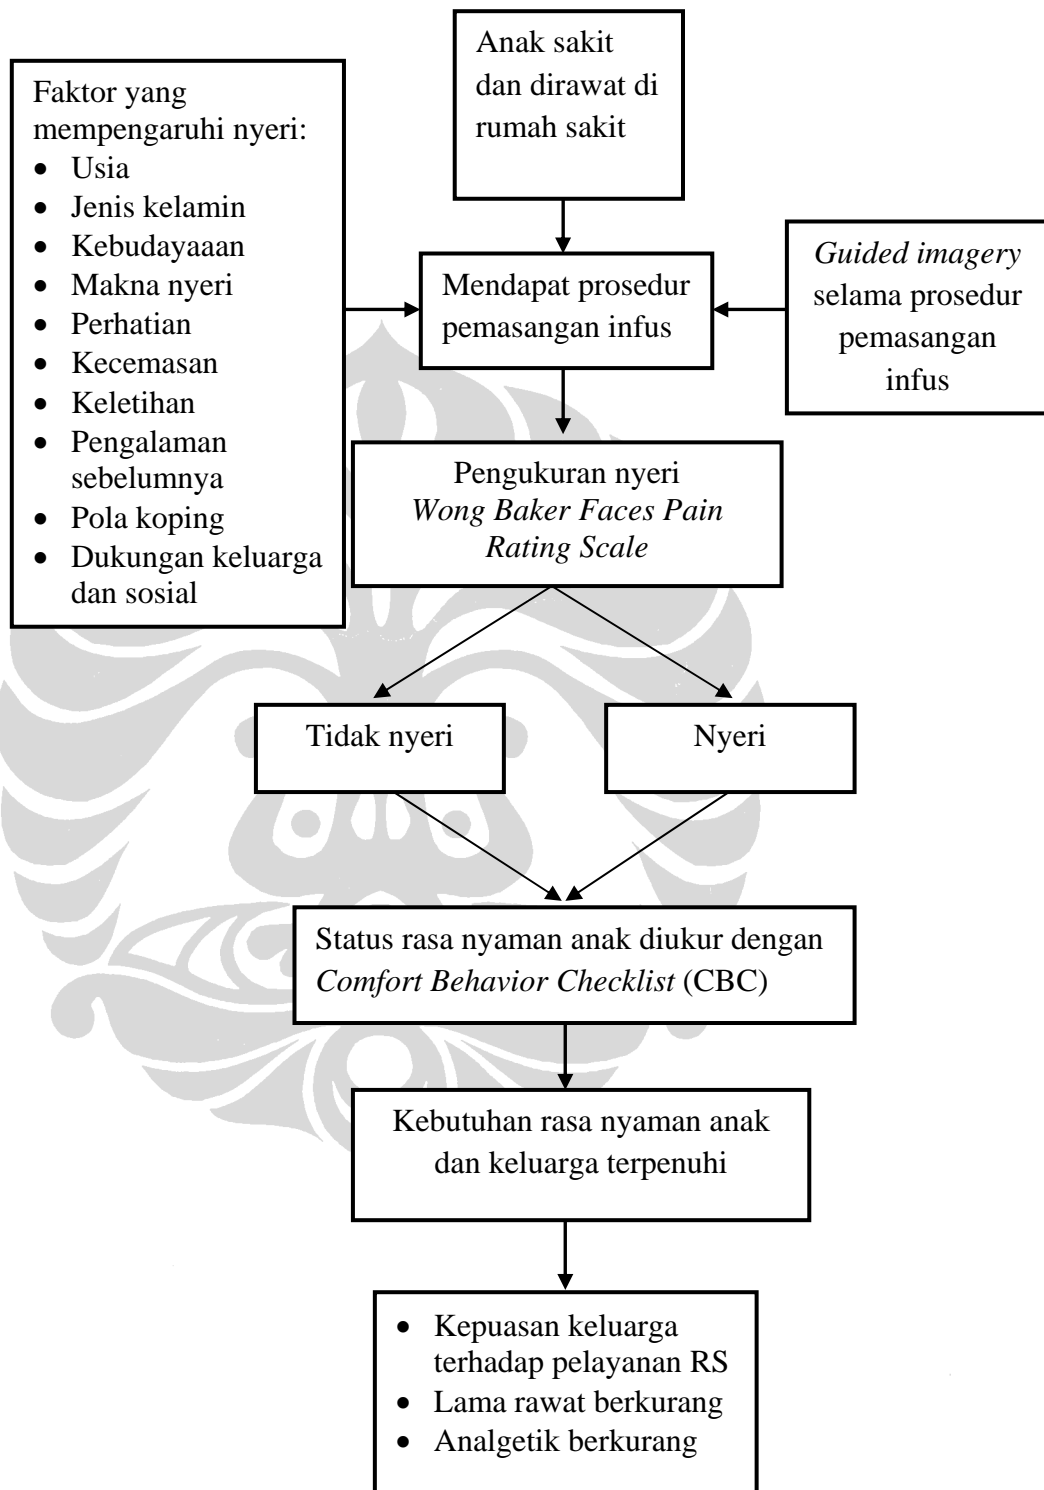 Anak sakit
dan dirawat di
rumah sakit
Faktor yang
mempengaruhi nyeri:
• Usia
• Jenis kelamin
• Kebudayaaan
• Makna nyeri
• Perhatian
• Kecemasan
• Keletihan
• Pengalaman
sebelumnya
• Pola koping
• Dukungan keluarga
dan sosial
Mendapat prosedur
pemasangan infus
Guided imagery
selama prosedur
pemasangan
infus
Pengukuran nyeri
Wong Baker Faces Pain
Rating Scale
Tidak nyeri
Nyeri
Status rasa nyaman anak diukur dengan
Comfort Behavior Checklist (CBC)
Kebutuhan rasa nyaman anak
dan keluarga terpenuhi
• Kepuasan keluarga
terhadap pelayanan RS
• Lama rawat berkurang
• Analgetik berkurang